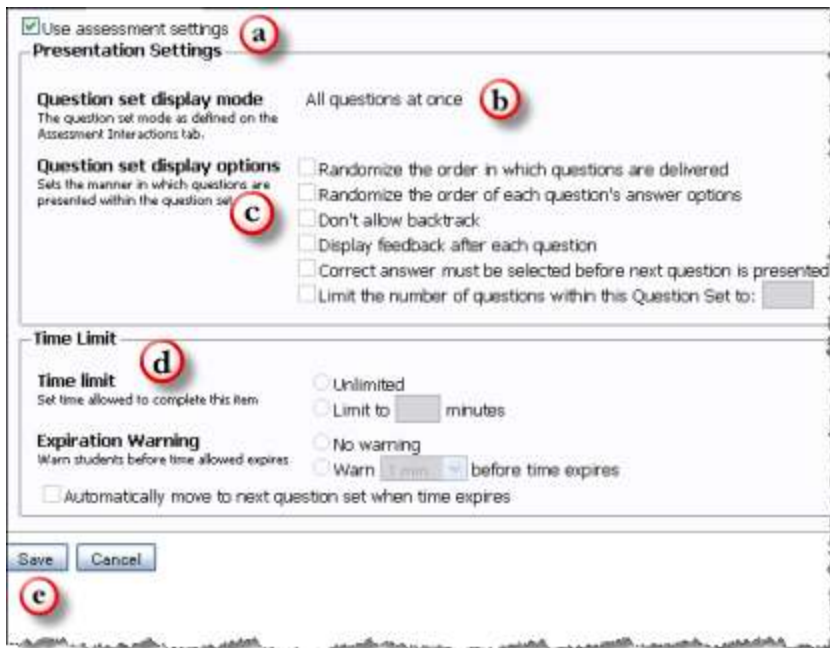 Use assessment settings a
Presentation Settings
Question set display mode All questions at once b
The question set mode as defined on the
Assessment Interactions tab.
Question set display options Randomize the order in which questions are delivered
Sets the manner in which questions are Randomize the order of each question's answer options
presented within the question set
c Don't allow backtrack
Display feedback after each question
Correct answer must be selected before next question is presented
Limit the number of questions within this Question Set to:
Time Limit
d
Time limit Unlimited
Set time allowed to complete this item
Limit to minutes
Expiration Warning No warning
Warn students before time allowed expires
Warn 1 min before time expires
Automatically move to next question set when time expires
Save Cancel
e